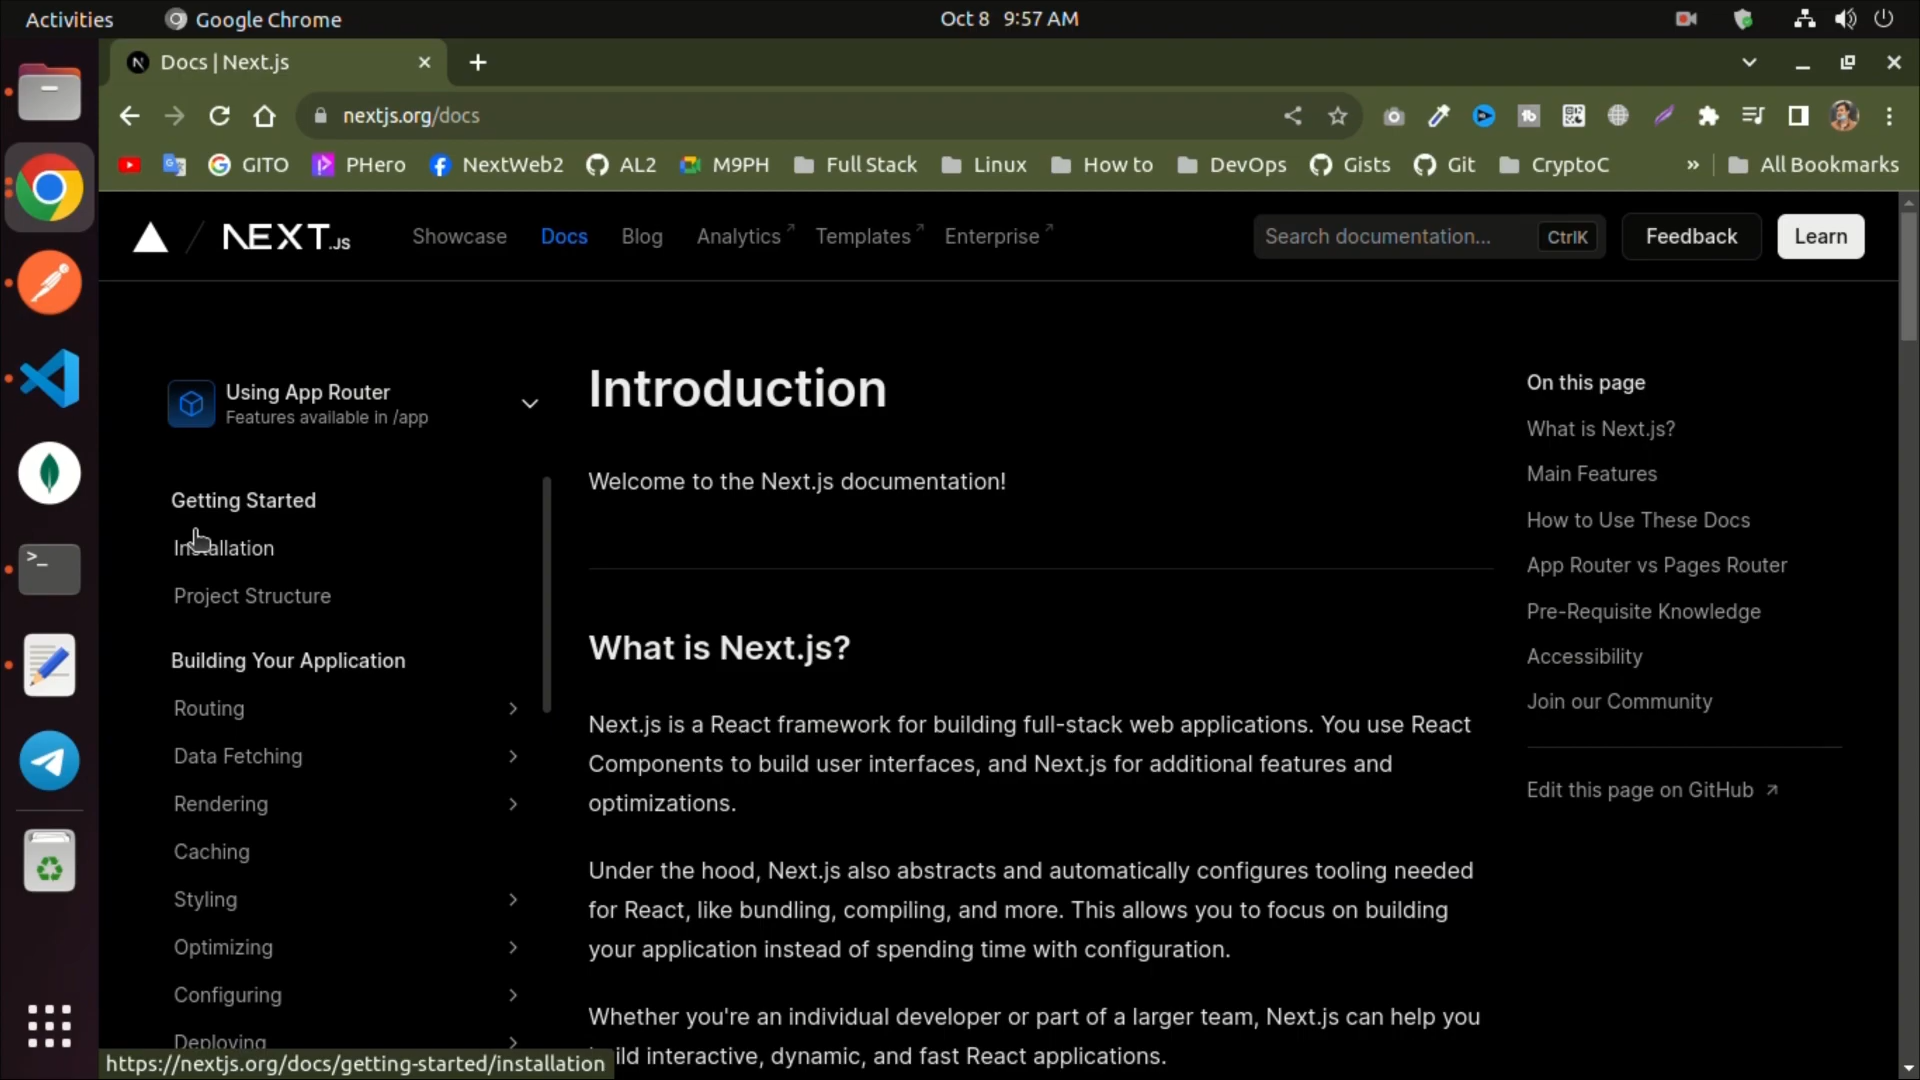 Activities
Google Chrome
Oct 8 9:57 AM
Docs | Next.js
nextjs.org/docs
GITO
PHero
NextWeb2
AL2
M9PH
Full Stack
Linux
How to
DevOps
Gists
Git
CryptoC
»
All Bookmarks
NEXT.JS
Showcase
Docs
Blog
Analytics
Templates
Enterprise
Search documentation...
CtrlK
Feedback
Learn
Using App Router
Features available in /app
Getting Started
Installation
Project Structure
Building Your Application
Routing
Data Fetching
Rendering
Caching
Styling
Optimizing
Configuring
Deploying
https://nextjs.org/docs/getting-started/installation
Introduction
Welcome to the Next.js documentation!
What is Next.js?
Next.js is a React framework for building full-stack web applications. You use React
Components to build user interfaces, and Next.js for additional features and
optimizations.
Under the hood, Next.js also abstracts and automatically configures tooling needed
for React, like bundling, compiling, and more. This allows you to focus on building
your application instead of spending time with configuration.
Whether you're an individual developer or part of a larger team, Next.js can help you
ild interactive, dynamic, and fast React applications.
On this page
What is Next.js?
Main Features
How to Use These Docs
App Router vs Pages Router
Pre-Requisite Knowledge
Accessibility
Join our Community
Edit this page on GitHub